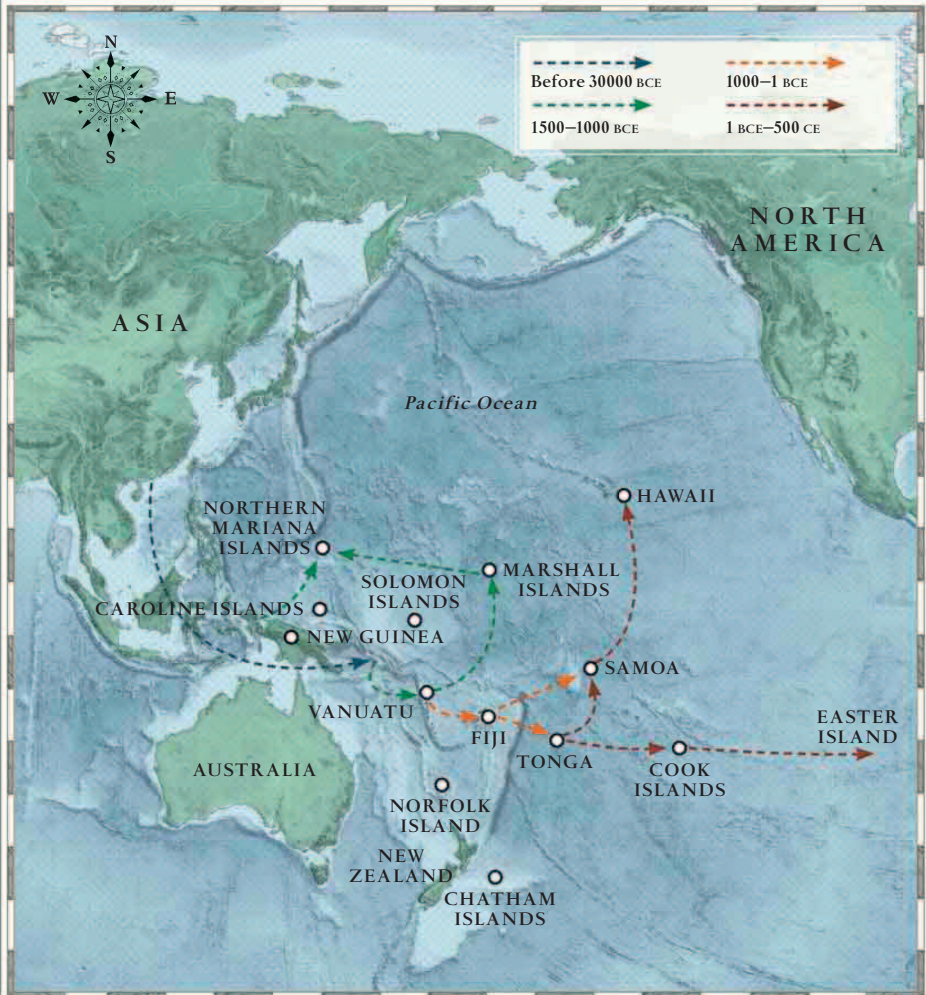 N
W E
S
Before 30000 BCE
1000–1 BCE
1500–1000 BCE
1 BCE–500 CE
NORTH
AMERICA
ASIA
Pacific Ocean
HAWAII
NORTHERN
MARIANA
ISLANDS
MARSHALL
ISLANDS
SOLOMON
ISLANDS
CAROLINE ISLANDS
NEW GUINEA
SAMOA
VANUATU
FIJI
TONGA
EASTER
ISLAND
COOK
ISLANDS
AUSTRALIA
NORFOLK
ISLAND
NEW
ZEALAND
CHATHAM
ISLANDS